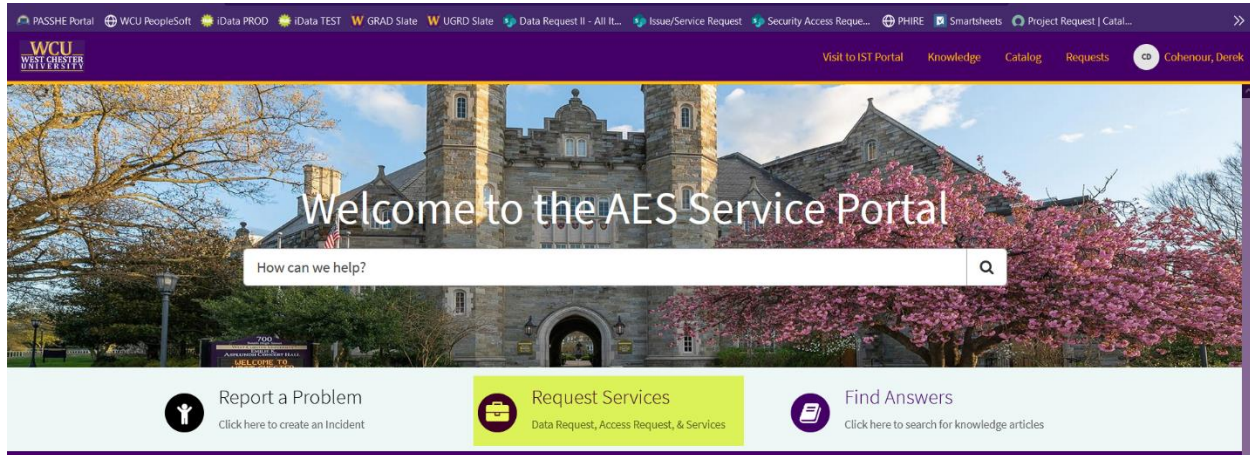 PASSHE Portal WCU PeopleSoft iData PROD iData TEST W GRAD Slate W UGRD Slate Data Request II - All It... Issue/Service Request Security Access Reque... PHIRE Smartsheets Project Request | Catal... »
WCU
WEST CHESTER
UNIVERSITY
Visit to IST Portal Knowledge Catalog Requests CD Cohenour, Derek
Welcome to the AES Service Portal
How can we help?
700
WELCOME TO
Report a Problem
Click here to create an Incident
Request Services
Data Request, Access Request, & Services
Find Answers
Click here to search for knowledge articles